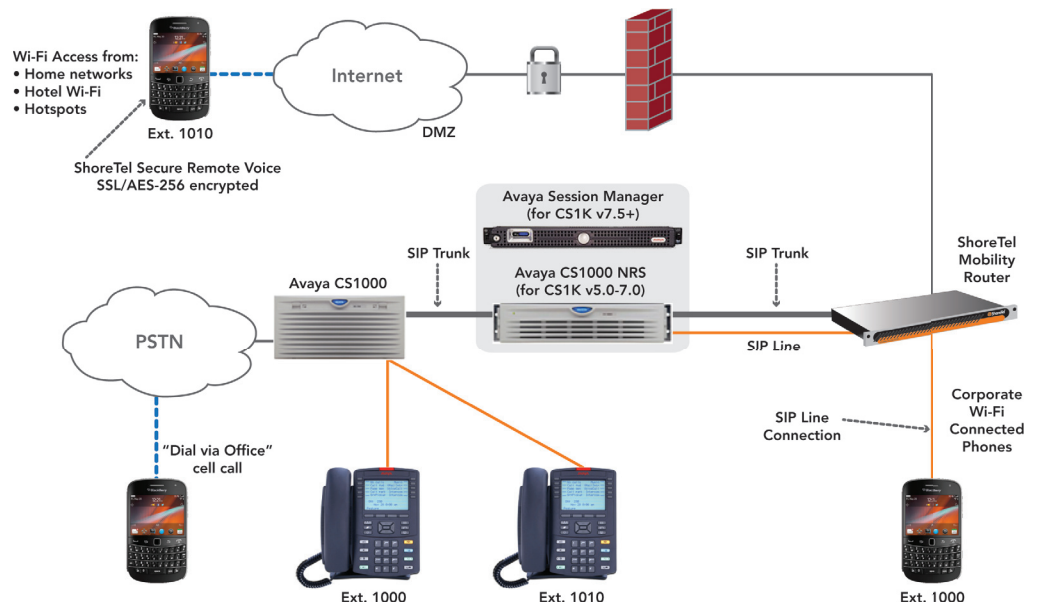 Wi-Fi Access from:
• Home networks
• Hotel Wi-Fi
• Hotspots
Ext. 1010
ShoreTel Secure Remote Voice
SSL/AES-256 encrypted
Internet
DMZ
Avaya Session Manager
(for CS1K v7.5+)
SIP Trunk
Avaya CS1000 NRS
(for CS1K v5.0-7.0)
SIP Trunk
ShoreTel
Mobility
Router
Avaya CS1000
PSTN
SIP Line
ShoreTel
"Dial via Office"
cell call
SIP Line
Connection
Corporate
Wi-Fi
Connected
Phones
Ext. 1000
Ext. 1010
Ext. 1000